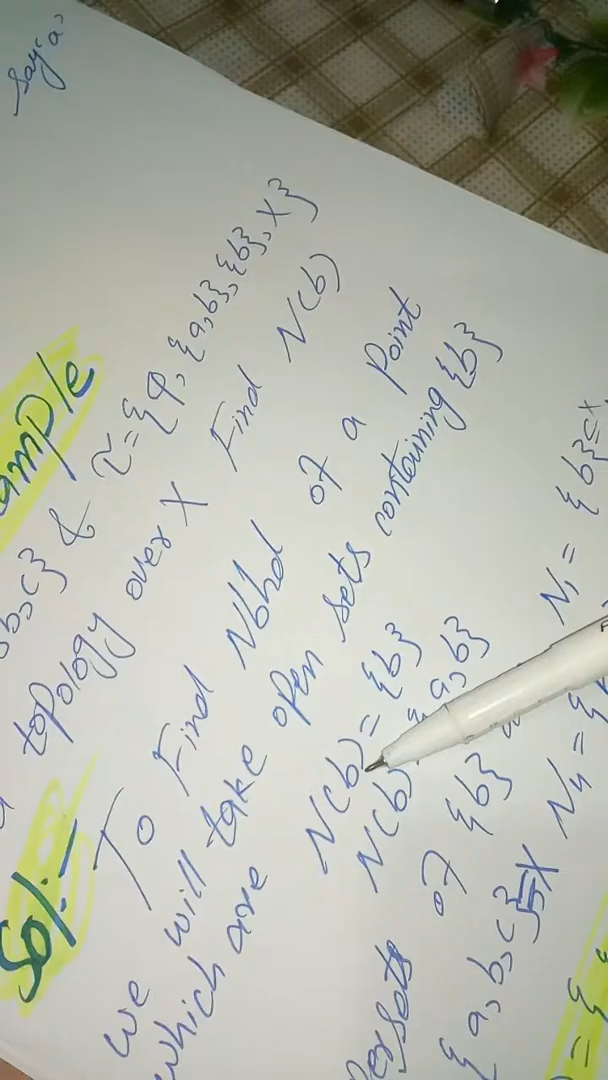 Say 'a'
ample
b,c} & τ={φ, {a,b},{b},X}
topology over X Find N(b)
Sol:- To Find Nbhd of a Point
we will take open sets containing {b}
which are N(b) = {b}
N(b) {a,b}
persets of {b} N₁ = {b}⊆X
{a,b,c}=X N₄ = {
= {